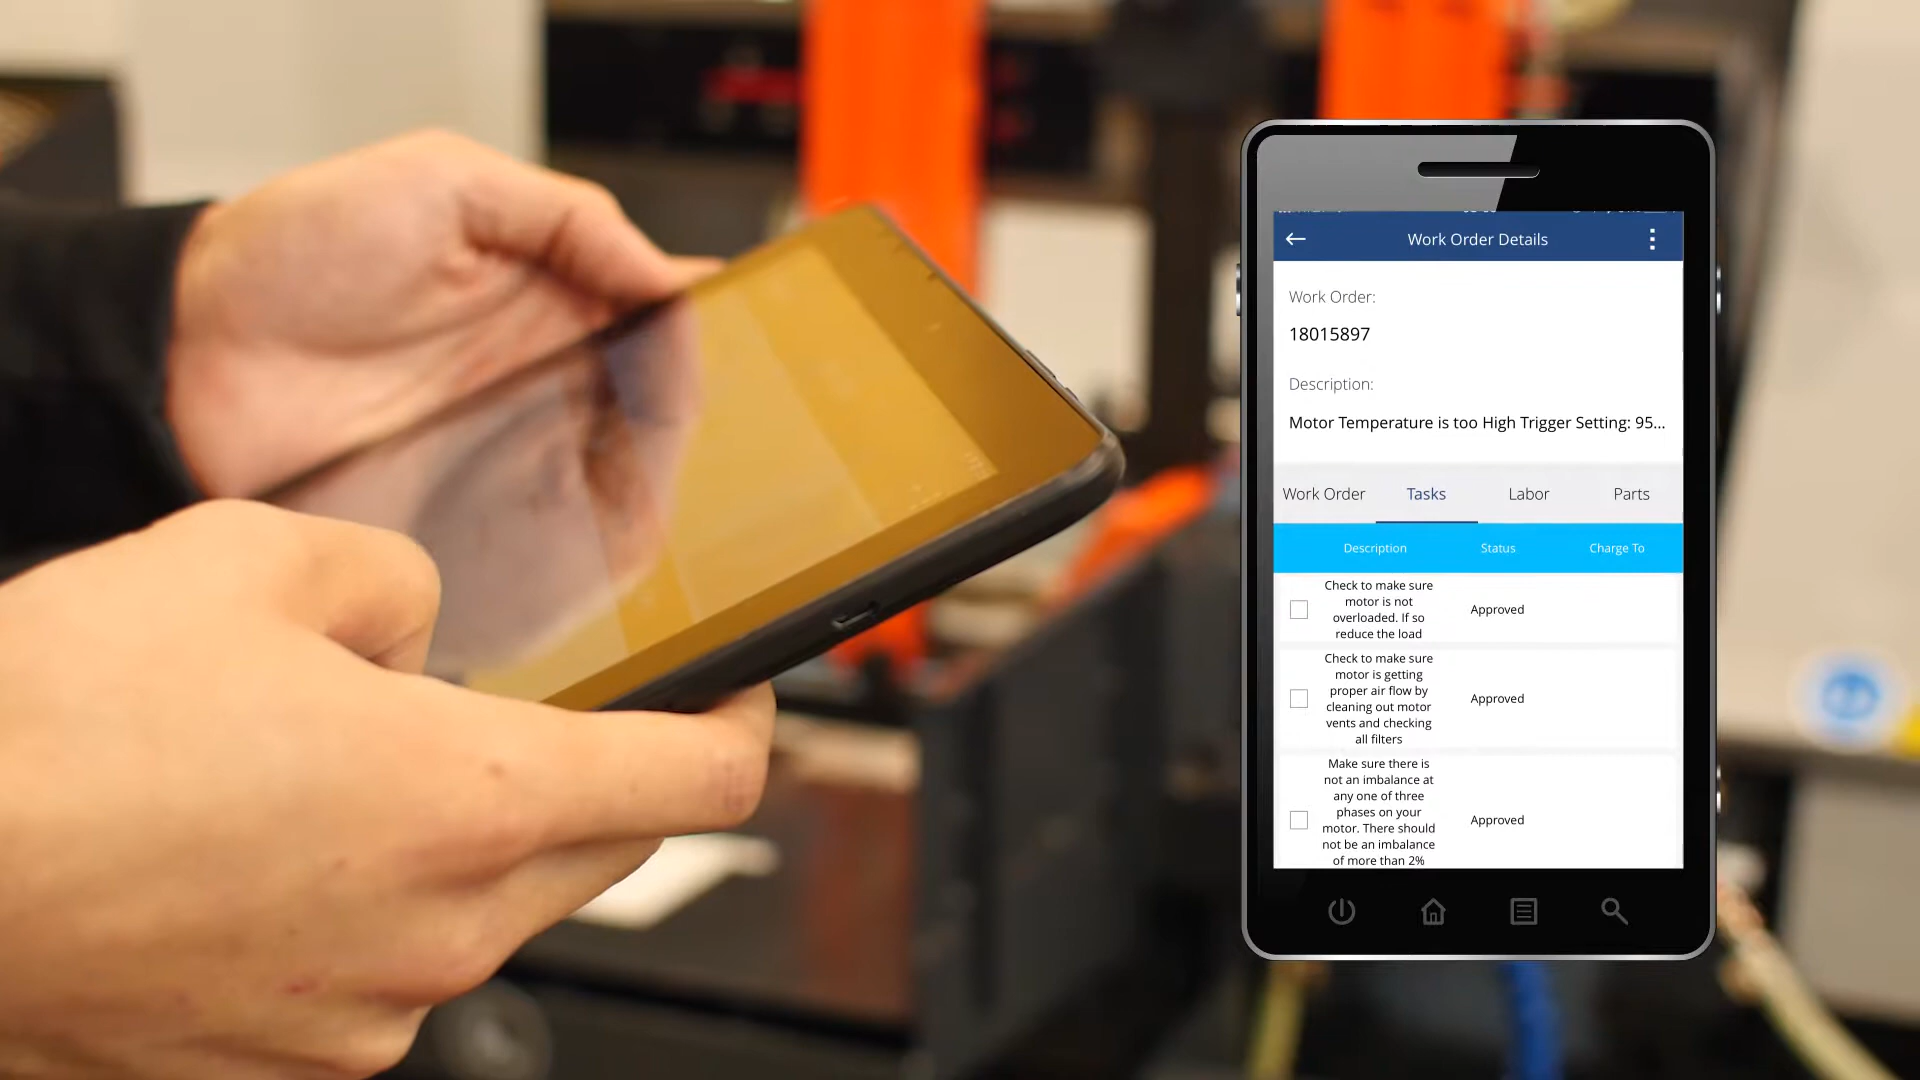 Work Order Details
Work Order:
18015897
Description:
Motor Temperature is too High Trigger Setting: 95...
Work Order Tasks Labor Parts
Description Status Charge To
Check to make sure
motor is not
overloaded. If so
reduce the load
Approved
Check to make sure
motor is getting
proper air flow by
cleaning out motor
vents and checking
all filters
Approved
Make sure there is
not an imbalance at
any one of three
phases on your
motor. There should
not be an imbalance
of more than 2%
Approved